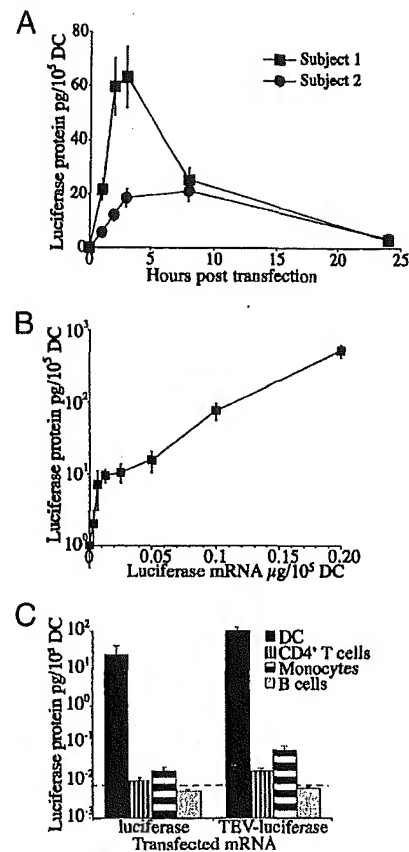 A
Luciferase protein pg/10⁵ DC
80
60
40
20
0
Subject 1
Subject 2
0 5 10 15 20 25
Hours post transfection
B
Luciferase protein pg/10⁵ DC
10³
10²
10¹
10⁰
0 0.05 0.1 0.15 0.20
Luciferase mRNA µg/10⁵ DC
C
Luciferase protein pg/10⁵ DC
10²
10¹
10⁰
10⁻¹
10⁻²
10⁻³
DC
CD4⁺ T cells
Monocytes
B cells
luciferase TEV-luciferase
Transfected mRNA